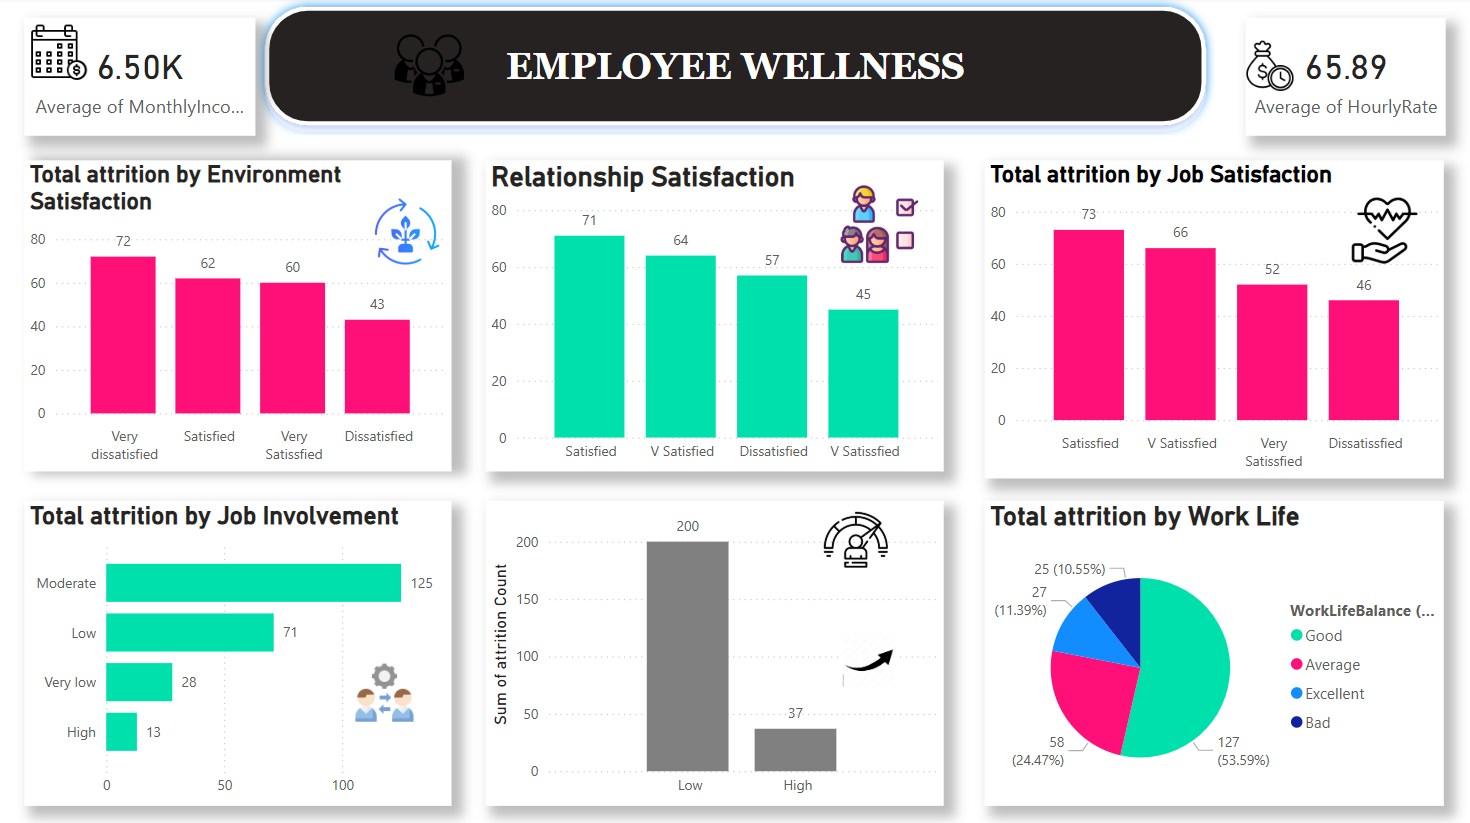 6.50K
Average of MonthlyInco...
EMPLOYEE WELLNESS
65.89
Average of HourlyRate
Total attrition by Environment
Satisfaction
80
60
40
20
0
72
62
60
43
Very
dissatisfied
Satisfied
Very
Satissfied
Dissatisfied
Relationship Satisfaction
80
60
40
20
0
71
64
57
45
Satisfied
V Satisfied
Dissatisfied
V Satissfied
Total attrition by Job Satisfaction
80
60
40
20
0
73
66
52
46
Satissfied
V Satissfied
Very
Satissfied
Dissatissfied
Total attrition by Job Involvement
Moderate
125
Low
71
Very low
28
High
13
0
50
100
Sum of attrition Count
200
150
100
50
0
200
37
Low
High
Total attrition by Work Life
25 (10.55%)
27
(11.39%)
58
(24.47%)
127
(53.59%)
WorkLifeBalance (...
Good
Average
Excellent
Bad